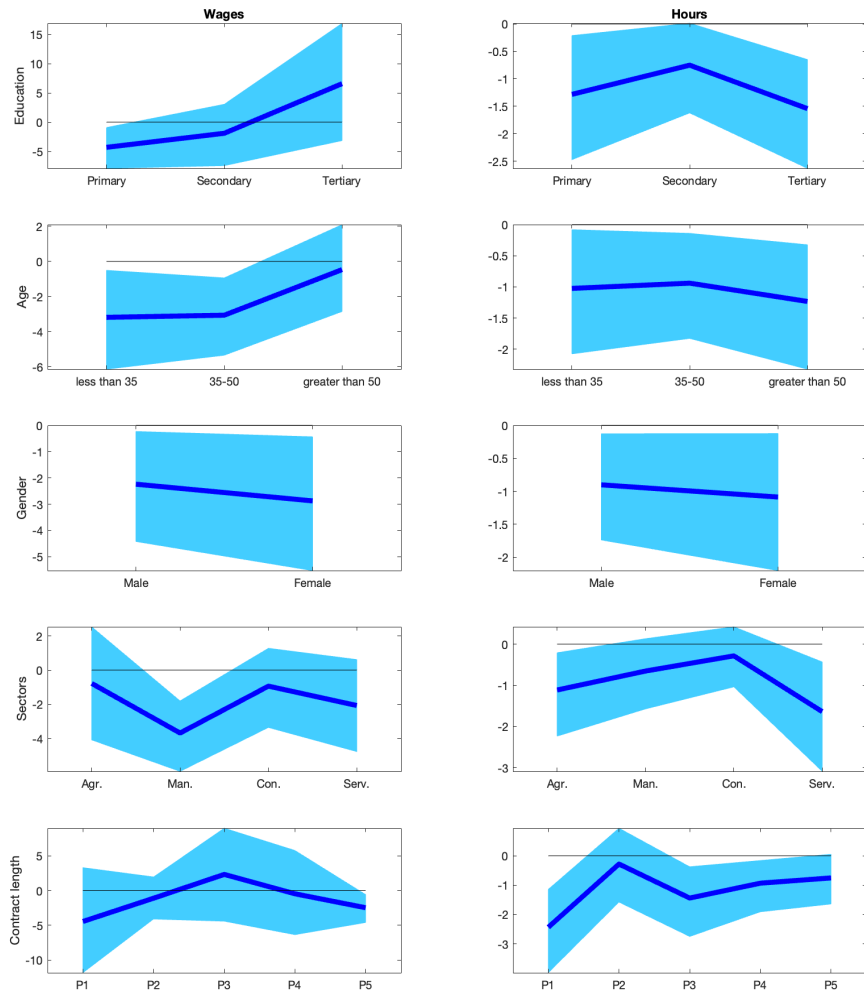 Wages
Hours
Education
15
10
5
0
-5
Primary
Secondary
Tertiary
0
-0.5
-1
-1.5
-2
-2.5
Primary
Secondary
Tertiary
Age
2
0
-2
-4
-6
less than 35
35-50
greater than 50
0
-0.5
-1
-1.5
-2
less than 35
35-50
greater than 50
Gender
0
-1
-2
-3
-4
-5
Male
Female
0
-0.5
-1
-1.5
-2
Male
Female
Sectors
2
0
-2
-4
Agr.
Man.
Con.
Serv.
0
-1
-2
-3
Agr.
Man.
Con.
Serv.
Contract length
5
0
-5
-10
P1
P2
P3
P4
P5
0
-1
-2
-3
P1
P2
P3
P4
P5